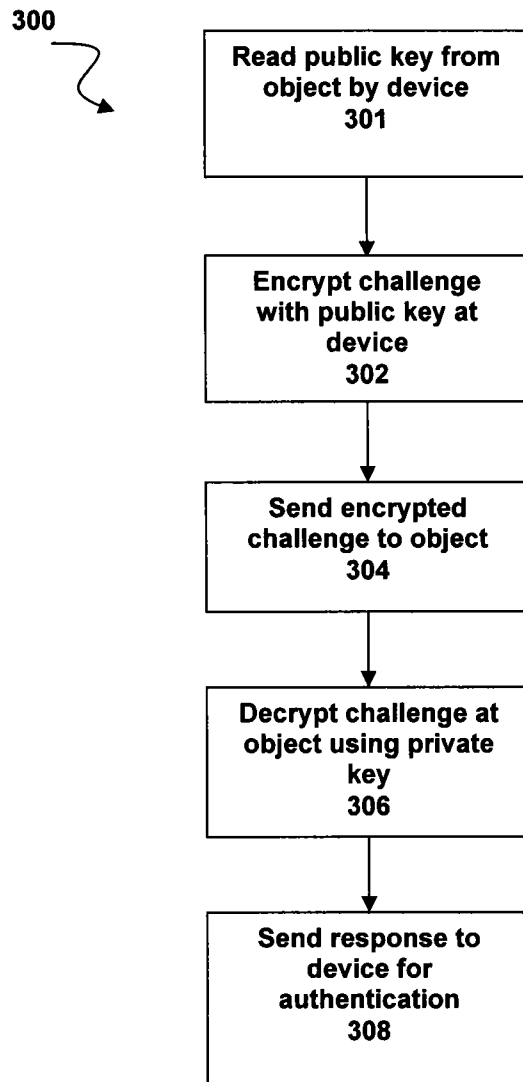 300
Read public key from
object by device
301
Encrypt challenge
with public key at
device
302
Send encrypted
challenge to object
304
Decrypt challenge at
object using private
key
306
Send response to
device for
authentication
308